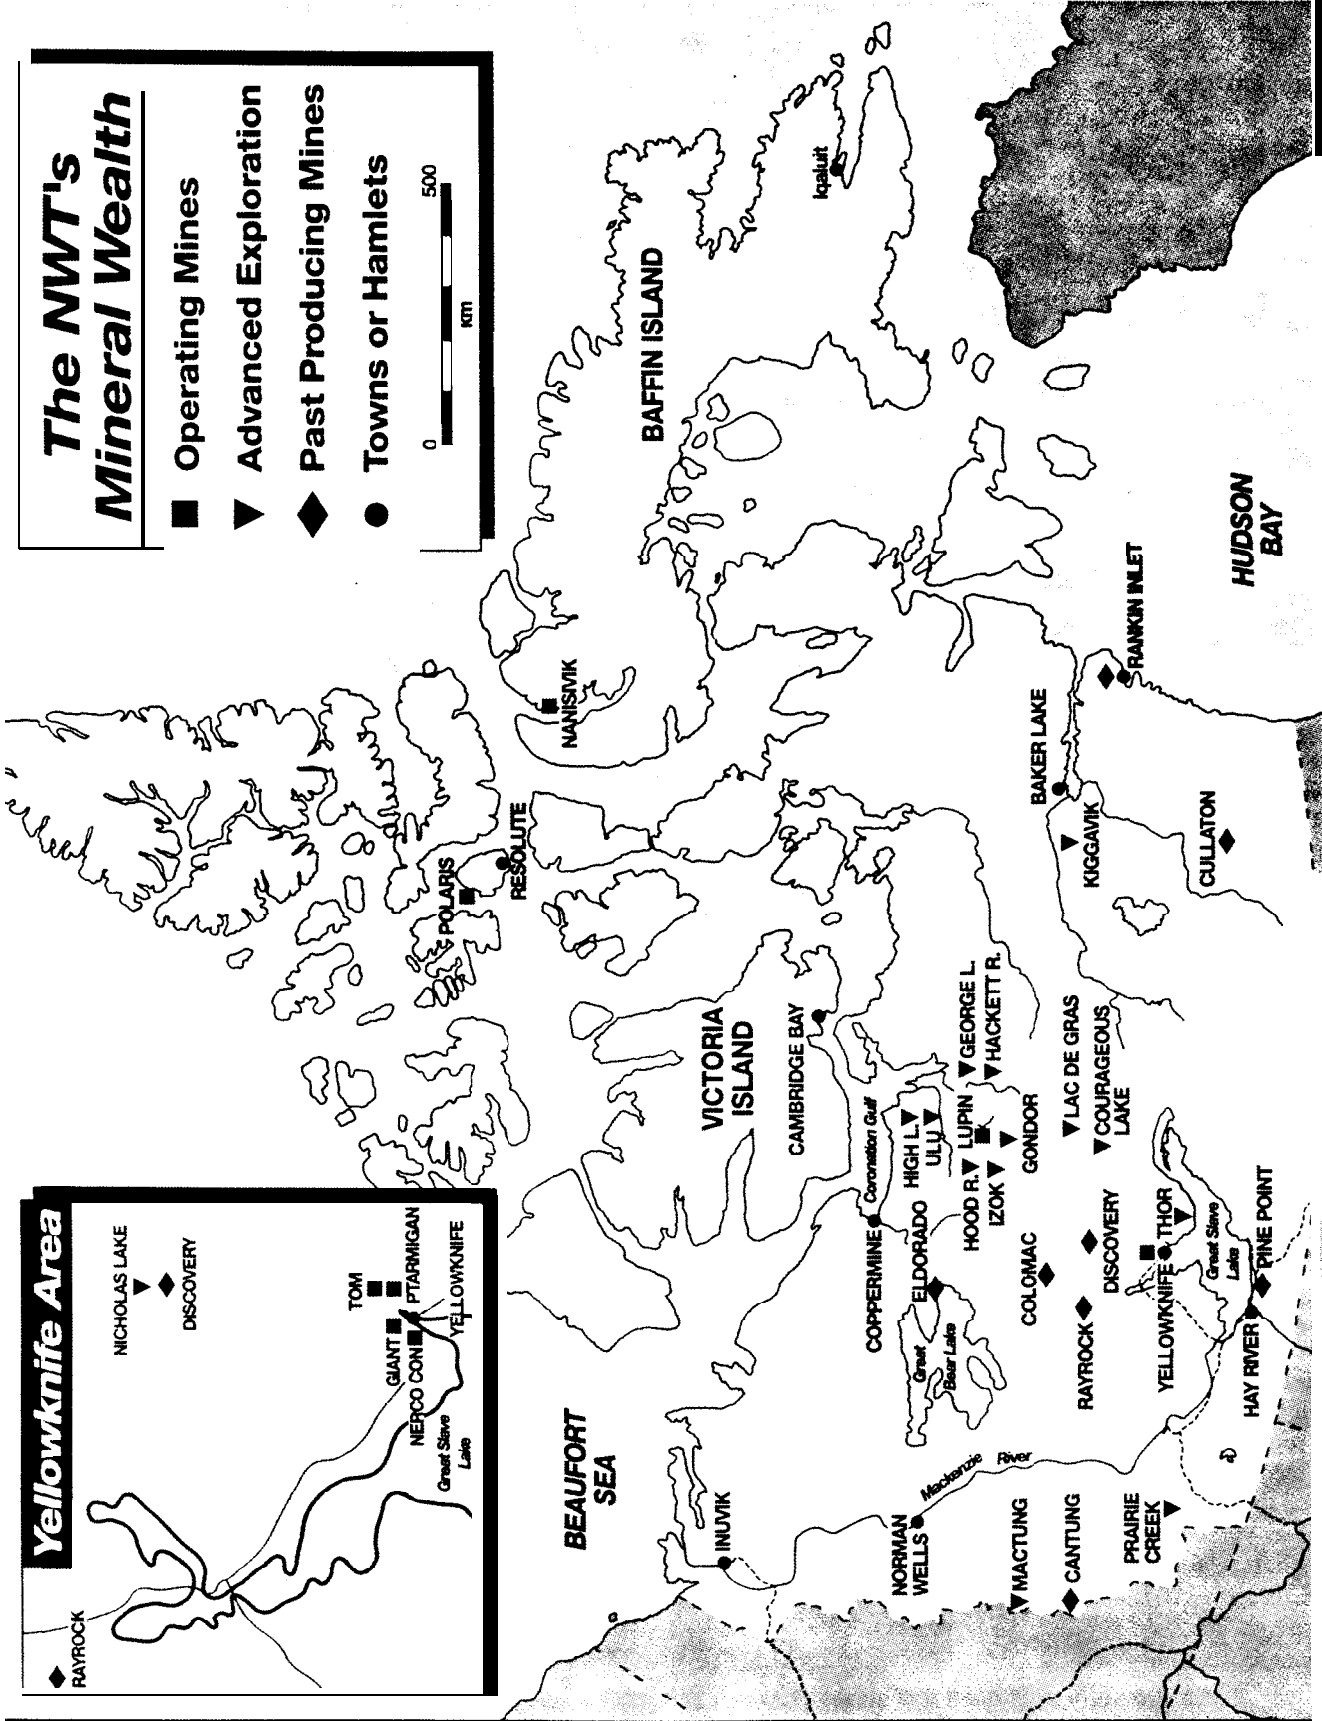 The NWT's
Mineral Wealth
Operating Mines
Advanced Exploration
Past Producing Mines
Towns or Hamlets
0
500
km
Yellowknife Area
RAYROCK
NICHOLAS LAKE
DISCOVERY
TOM
PTARMIGAN
GIANT
NERCO CON
YELLOWKNIFE
Great Slave
Lake
BEAUFORT
SEA
VICTORIA
ISLAND
BAFFIN ISLAND
HUDSON
BAY
POLARIS
RESOLUTE
NANISIVIK
Iqaluit
INUVIK
NORMAN
WELLS
Mackenzie River
COPPERMINE
Coronation Gulf
CAMBRIDGE BAY
ELDORADO
Great
Bear Lake
HIGH L.
ULU
HOOD R.
LUPIN
GEORGE L.
HACKETT R.
IZOK
GONDOR
MACTUNG
CANTUNG
PRAIRIE
CREEK
COLOMAC
RAYROCK
DISCOVERY
LAC DE GRAS
COURAGEOUS
LAKE
YELLOWKNIFE
THOR
Great Slave
Lake
HAY RIVER
PINE POINT
BAKER LAKE
KIGGAVIK
RANKIN INLET
CULLATON